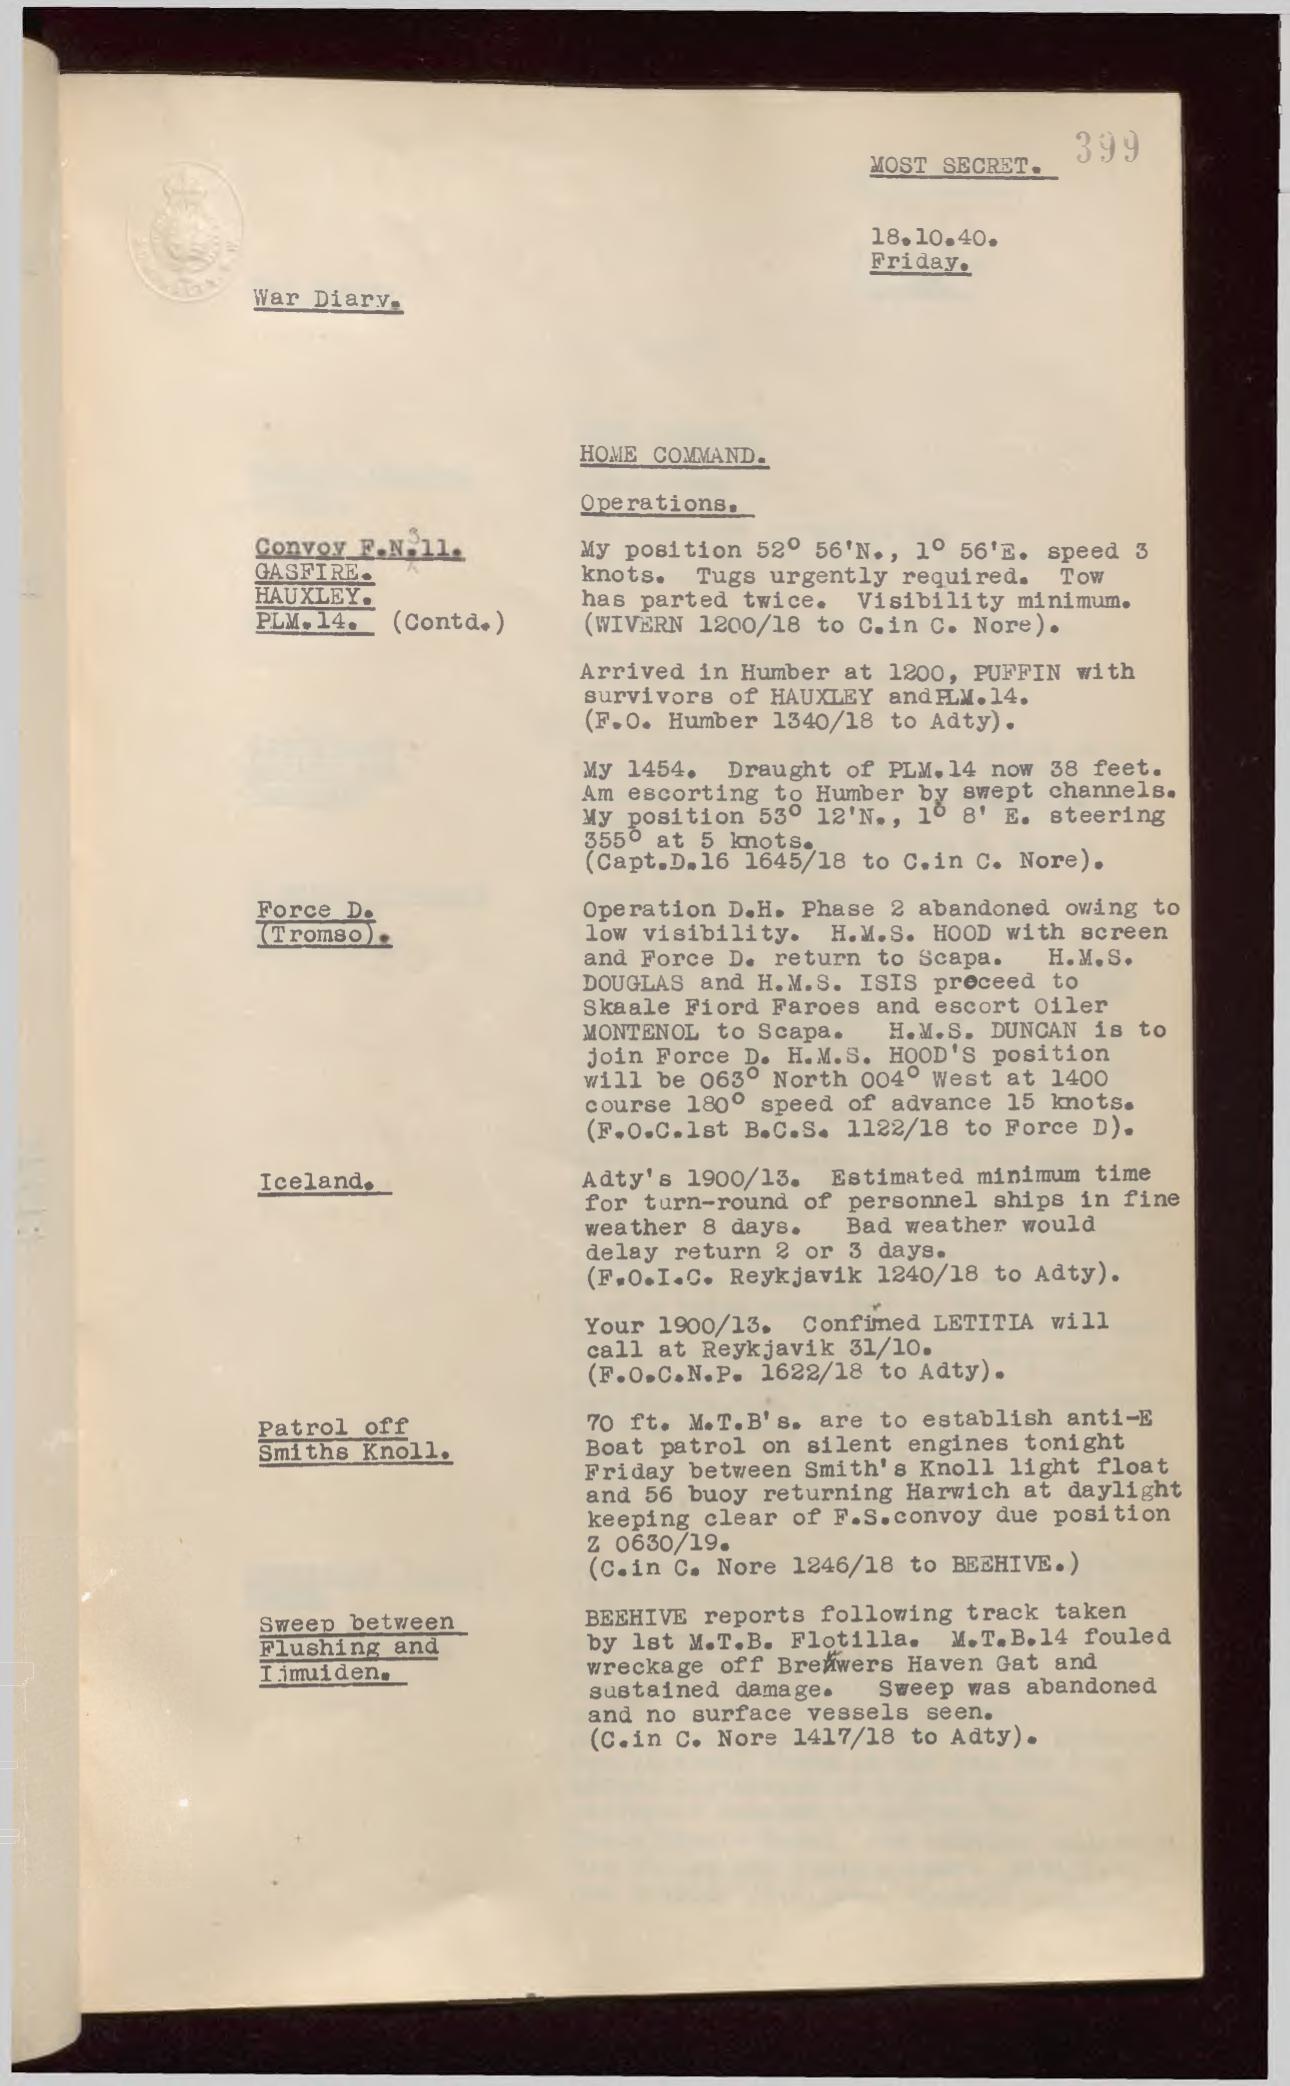 399
MOST SECRET.
18.10.40.
Friday.
War Diary.
HOME COMMAND.
Operations.
Convoy F.N.311.
GASFIRE.
HAUXLEY.
PLM.14. (Contd.)
My position 52° 56'N., 1° 56'E. speed 3
knots. Tugs urgently required. Tow
has parted twice. Visibility minimum.
(WIVERN 1200/18 to C.in C. Nore).
Arrived in Humber at 1200, PUFFIN with
survivors of HAUXLEY andPLM.14.
(F.O. Humber 1340/18 to Adty).
My 1454. Draught of PLM.14 now 38 feet.
Am escorting to Humber by swept channels.
My position 53° 12'N., 1° 8' E. steering
355° at 5 knots.
(Capt.D.16 1645/18 to C.in C. Nore).
Force D.
(Tromso).
Operation D.H. Phase 2 abandoned owing to
low visibility. H.M.S. HOOD with screen
and Force D. return to Scapa. H.M.S.
DOUGLAS and H.M.S. ISIS proceed to
Skaale Fiord Faroes and escort Oiler
MONTENOL to Scapa. H.M.S. DUNCAN is to
join Force D. H.M.S. HOOD'S position
will be 063° North 004° West at 1400
course 180° speed of advance 15 knots.
(F.O.C.1st B.C.S. 1122/18 to Force D).
Iceland.
Adty's 1900/13. Estimated minimum time
for turn-round of personnel ships in fine
weather 8 days. Bad weather would
delay return 2 or 3 days.
(F.O.I.C. Reykjavik 1240/18 to Adty).
Your 1900/13. Confirmed LETITIA will
call at Reykjavik 31/10.
(F.O.C.N.P. 1622/18 to Adty).
Patrol off
Smiths Knoll.
70 ft. M.T.B's. are to establish anti-E
Boat patrol on silent engines tonight
Friday between Smith's Knoll light float
and 56 buoy returning Harwich at daylight
keeping clear of F.S.convoy due position
Z 0630/19.
(C.in C. Nore 1246/18 to BEEHIVE.)
Sweep between
Flushing and
Ijmuiden.
BEEHIVE reports following track taken
by 1st M.T.B. Flotilla. M.T.B.14 fouled
wreckage off Brewers Haven Gat and
sustained damage. Sweep was abandoned
and no surface vessels seen.
(C.in C. Nore 1417/18 to Adty).